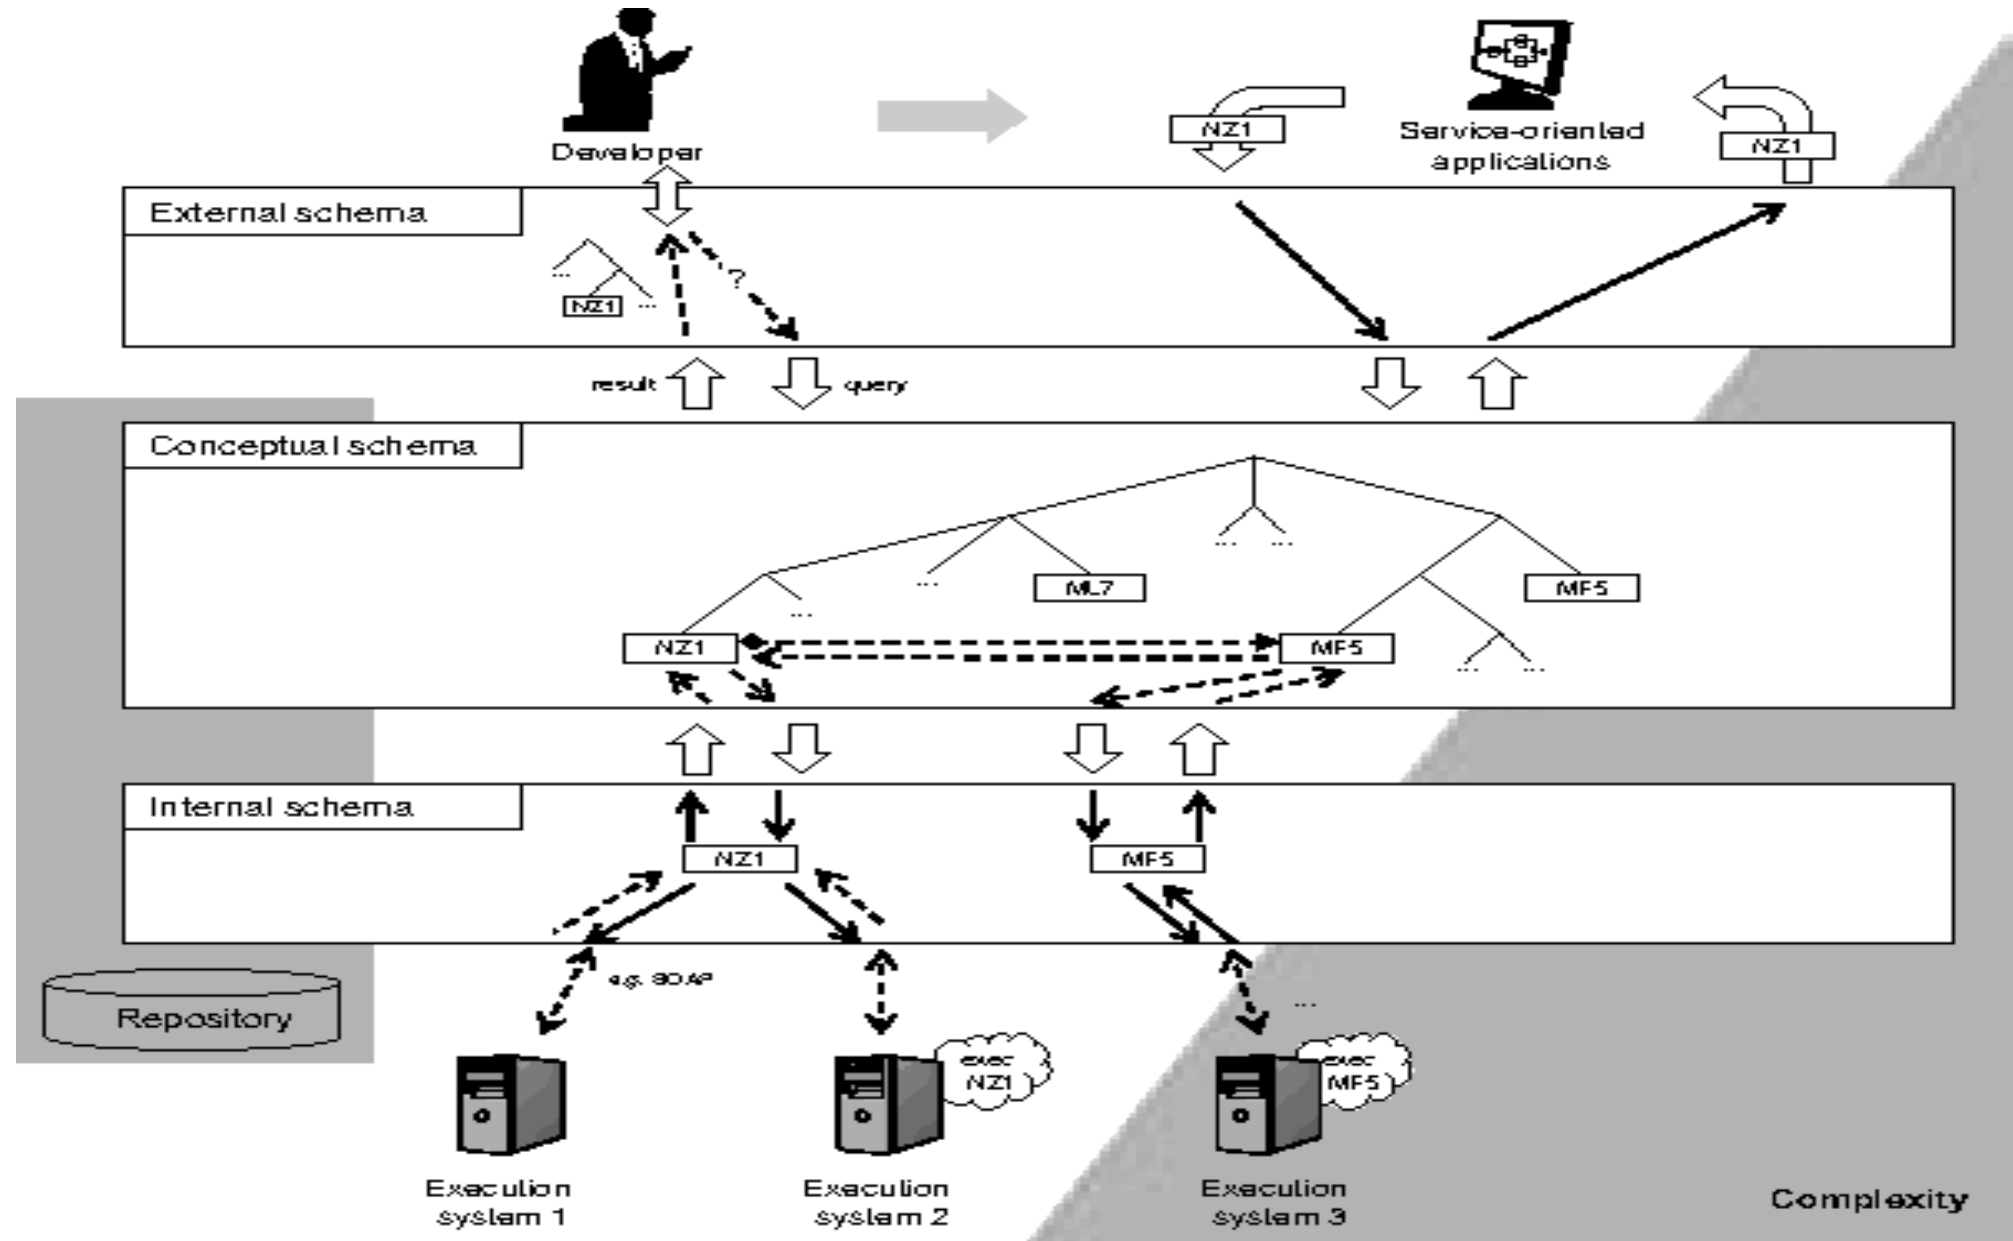 Developer
NZ1
Service-oriented
applications
NZ1
External schema
?
...
NZ1
...
result
query
Conceptual schema
...
...
...
ML7
MF5
...
NZ1
MF5
...
...
Internal schema
NZ1
MF5
e.g. SOAP
...
Repository
exec
NZ1
exec
MF5
Execution
system 1
Execution
system 2
Execution
system 3
Complexity